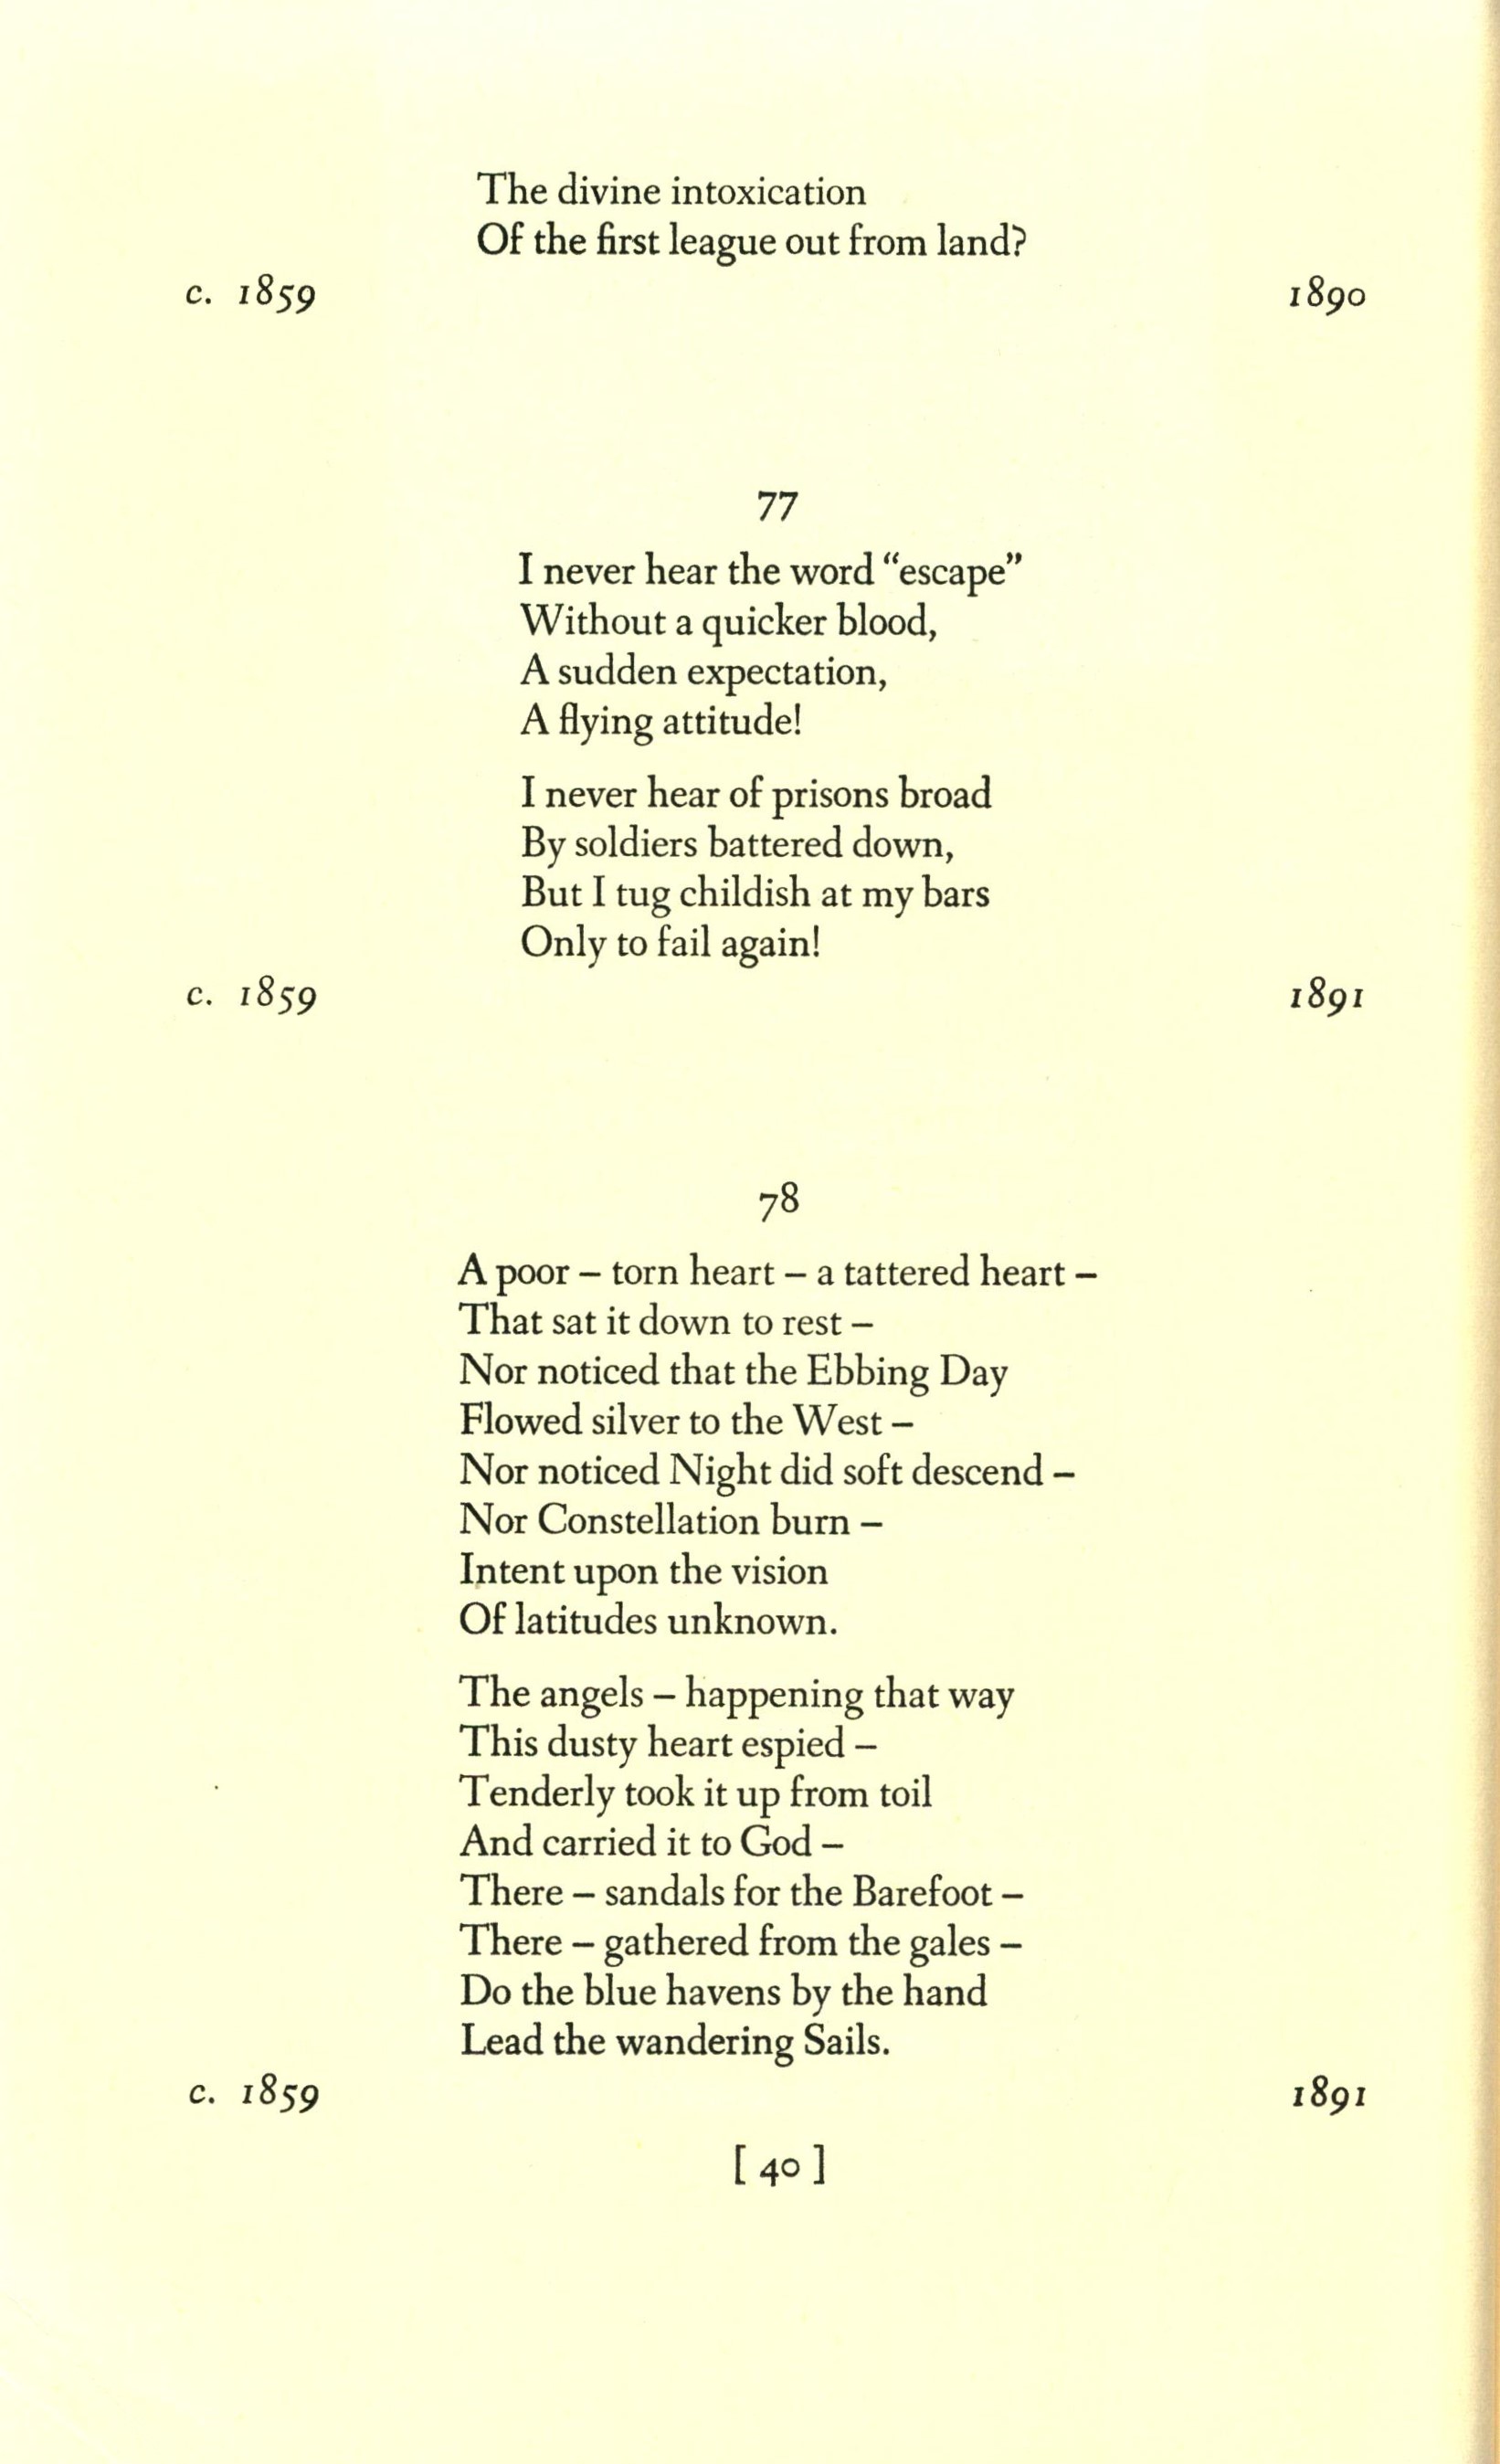 The divine intoxication
Of the first league out from land?
c. 1859 1890
77
I never hear the word “escape”
Without a quicker blood,
A sudden expectation,
A flying attitude!
I never hear of prisons broad
By soldiers battered down,
But I tug childish at my bars
Only to fail again!
c. 1859 1891
78
A poor – torn heart – a tattered heart –
That sat it down to rest –
Nor noticed that the Ebbing Day
Flowed silver to the West –
Nor noticed Night did soft descend –
Nor Constellation burn –
Intent upon the vision
Of latitudes unknown.
The angels – happening that way
This dusty heart espied –
Tenderly took it up from toil
And carried it to God –
There – sandals for the Barefoot –
There – gathered from the gales –
Do the blue havens by the hand
Lead the wandering Sails.
c. 1859 1891
[ 40 ]